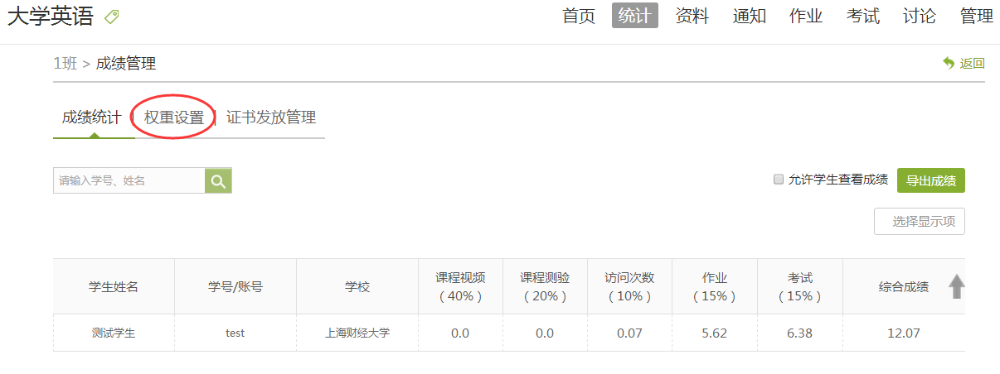 大学英语
首页 统计 资料 通知 作业 考试 讨论 管理
1班 > 成绩管理
返回
成绩统计 | 权重设置 | 证书发放管理
请输入学号、姓名
允许学生查看成绩 导出成绩
选择显示项
学生姓名 学号/账号 学校 课程视频（40%） 课程测验（20%） 访问次数（10%） 作业（15%） 考试（15%） 综合成绩
测试学生 test 上海财经大学 0.0 0.0 0.07 5.62 6.38 12.07